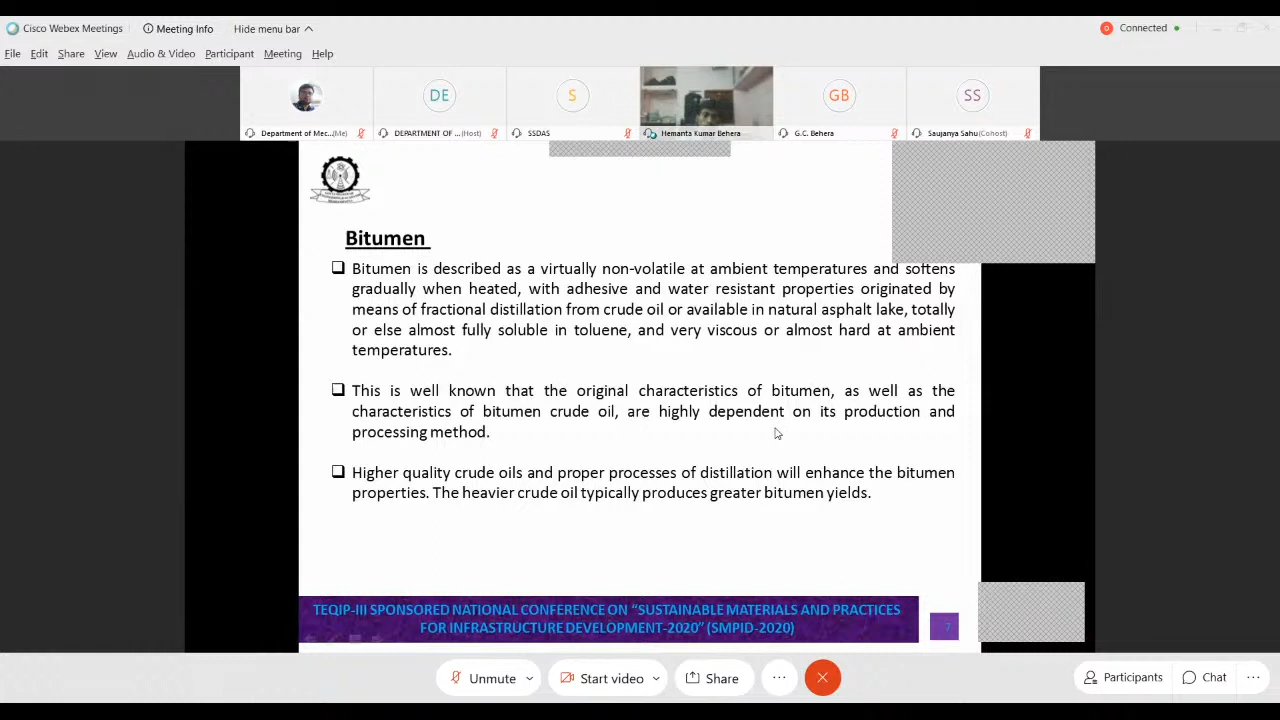 Cisco Webex Meetings
Meeting Info
Hide menu bar
Connected
File Edit Share View Audio & Video Participant Meeting Help
DE S GB SS
Department of Mec... (Me) DEPARTMENT OF ... (Host) SSDAS Hemanta Kumar Behera G.C. Behera Saujanya Sahu (Cohost)
Bitumen
Bitumen is described as a virtually non-volatile at ambient temperatures and softens
gradually when heated, with adhesive and water resistant properties originated by
means of fractional distillation from crude oil or available in natural asphalt lake, totally
or else almost fully soluble in toluene, and very viscous or almost hard at ambient
temperatures.
This is well known that the original characteristics of bitumen, as well as the
characteristics of bitumen crude oil, are highly dependent on its production and
processing method.
Higher quality crude oils and proper processes of distillation will enhance the bitumen
properties. The heavier crude oil typically produces greater bitumen yields.
TEQIP-III SPONSORED NATIONAL CONFERENCE ON “SUSTAINABLE MATERIALS AND PRACTICES
FOR INFRASTRUCTURE DEVELOPMENT-2020” (SMPID-2020)
7
Unmute Start video Share Participants Chat